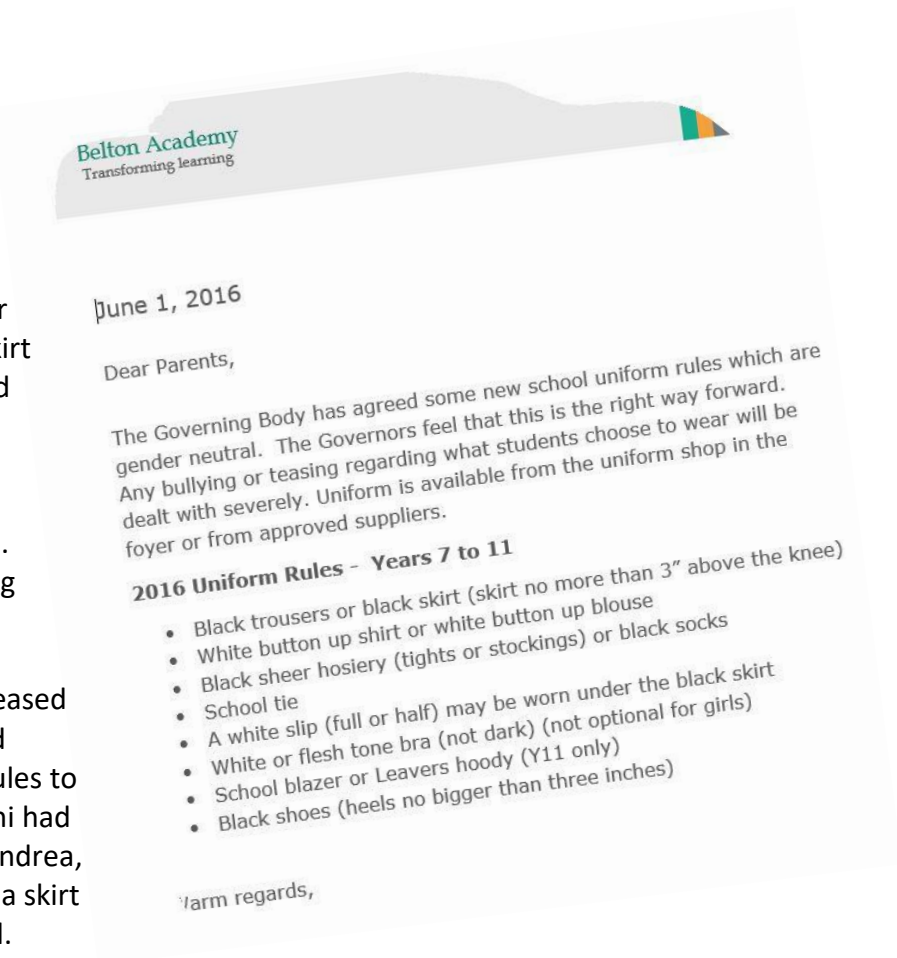 Belton Academy
Transforming learning
June 1, 2016
Dear Parents,
The Governing Body has agreed some new school uniform rules which are
gender neutral. The Governors feel that this is the right way forward.
Any bullying or teasing regarding what students choose to wear will be
dealt with severely. Uniform is available from the uniform shop in the
foyer or from approved suppliers.
2016 Uniform Rules - Years 7 to 11
• Black trousers or black skirt (skirt no more than 3" above the knee)
• White button up shirt or white button up blouse
• Black sheer hosiery (tights or stockings) or black socks
• School tie
• A white slip (full or half) may be worn under the black skirt
• White or flesh tone bra (not dark) (not optional for girls)
• School blazer or Leavers hoody (Y11 only)
• Black shoes (heels no bigger than three inches)
regards,
to
had
a skirt